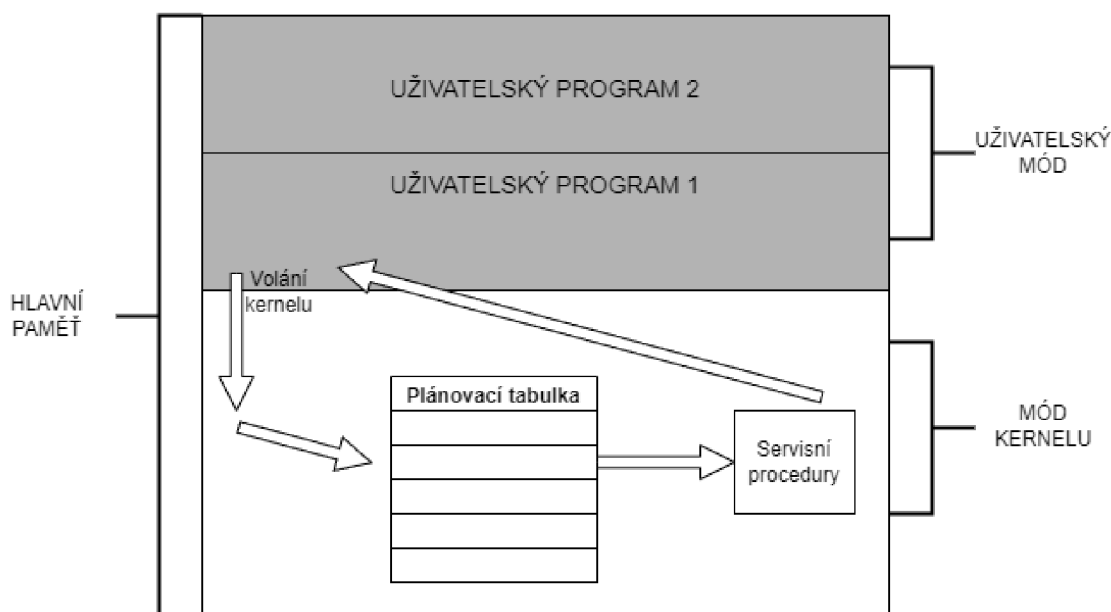 UŽIVATELSKÝ PROGRAM 2
UŽIVATELSKÝ
MÓD
UŽIVATELSKÝ PROGRAM 1
Volání
kernelu
HLAVNÍ
PAMĚŤ
Plánovací tabulka
Servisní
procedury
MÓD
KERNELU